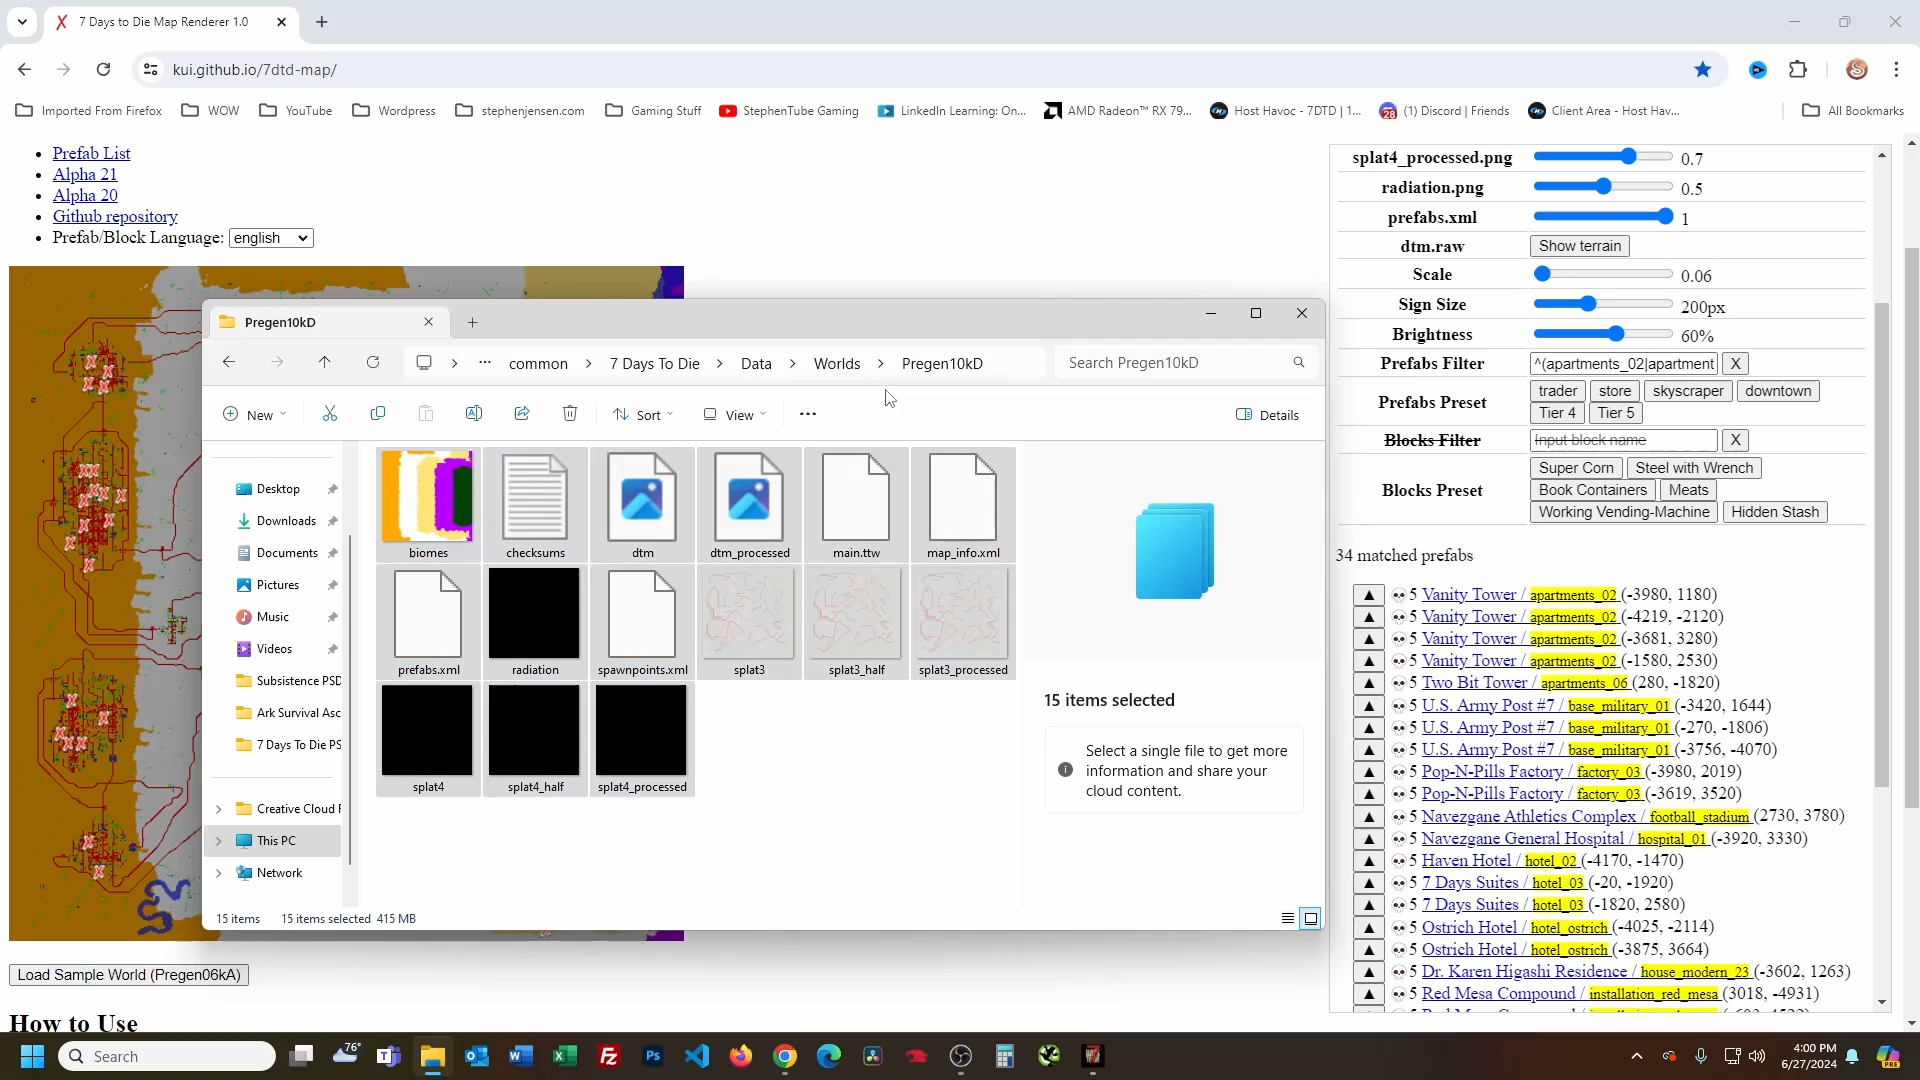 7 Days to Die Map Renderer 1.0
kui.github.io/7dtd-map/
Imported From Firefox
WOW
YouTube
Wordpress
stephenjensen.com
Gaming Stuff
StephenTube Gaming
LinkedIn Learning: On...
AMD Radeon™ RX 79...
Host Havoc - 7DTD | 1...
(1) Discord | Friends
Client Area - Host Hav...
All Bookmarks
Prefab List
Alpha 21
Alpha 20
Github repository
Prefab/Block Language: english
Load Sample World (Pregen06kA)
How to Use
Pregen10kD
common > 7 Days To Die > Data > Worlds > Pregen10kD
Search Pregen10kD
New
Sort
View
Details
Desktop
Downloads
Documents
Pictures
Music
Videos
Subsistence PSD
Ark Survival Asc
7 Days To Die PS
Creative Cloud F
This PC
Network
biomes
checksums
dtm
dtm_processed
main.ttw
map_info.xml
prefabs.xml
radiation
spawnpoints.xml
splat3
splat3_half
splat3_processed
splat4
splat4_half
splat4_processed
15 items selected
Select a single file to get more
information and share your
cloud content.
15 items
15 items selected 415 MB
splat4_processed.png 0.7
radiation.png 0.5
prefabs.xml 1
dtm.raw Show terrain
Scale 0.06
Sign Size 200px
Brightness 60%
Prefabs Filter ^(apartments_02|apartment X
Prefabs Preset trader store skyscraper downtown
Tier 4 Tier 5
Blocks Filter Input block name X
Blocks Preset
Super Corn Steel with Wrench
Book Containers Meats
Working Vending-Machine Hidden Stash
34 matched prefabs
▲ 5 Vanity Tower / apartments_02 (-3980, 1180)
▲ 5 Vanity Tower / apartments_02 (-4219, -2120)
▲ 5 Vanity Tower / apartments_02 (-3681, 3280)
▲ 5 Vanity Tower / apartments_02 (-1580, 2530)
▲ 5 Two Bit Tower / apartments_06 (280, -1820)
▲ 5 U.S. Army Post #7 / base_military_01 (-3420, 1644)
▲ 5 U.S. Army Post #7 / base_military_01 (-270, -1806)
▲ 5 U.S. Army Post #7 / base_military_01 (-3756, -4070)
▲ 5 Pop-N-Pills Factory / factory_03 (-3980, 2019)
▲ 5 Pop-N-Pills Factory / factory_03 (-3619, 3520)
▲ 5 Navezgane Athletics Complex / football_stadium (2730, 3780)
▲ 5 Navezgane General Hospital / hospital_01 (-3920, 3330)
▲ 5 Haven Hotel / hotel_02 (-4170, -1470)
▲ 5 7 Days Suites / hotel_03 (-20, -1920)
▲ 5 7 Days Suites / hotel_03 (-1820, 2580)
▲ 5 Ostrich Hotel / hotel_ostrich (-4025, -2114)
▲ 5 Ostrich Hotel / hotel_ostrich (-3875, 3664)
▲ 5 Dr. Karen Higashi Residence / house_modern_23 (-3602, 1263)
▲ 5 Red Mesa Compound / installation_red_mesa (3018, -4931)
Search
76°
4:00 PM
6/27/2024